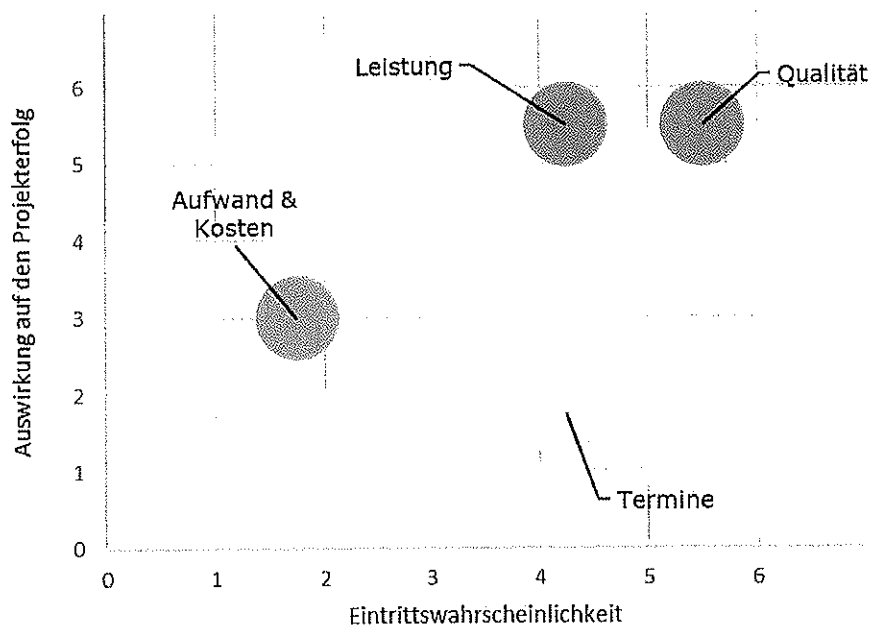 Leistung
Qualität
Aufwand &
Kosten
Termine
Auswirkung auf den Projekterfolg
6
5
4
3
2
1
0
0
1
2
3
4
5
6
Eintrittswahrscheinlichkeit